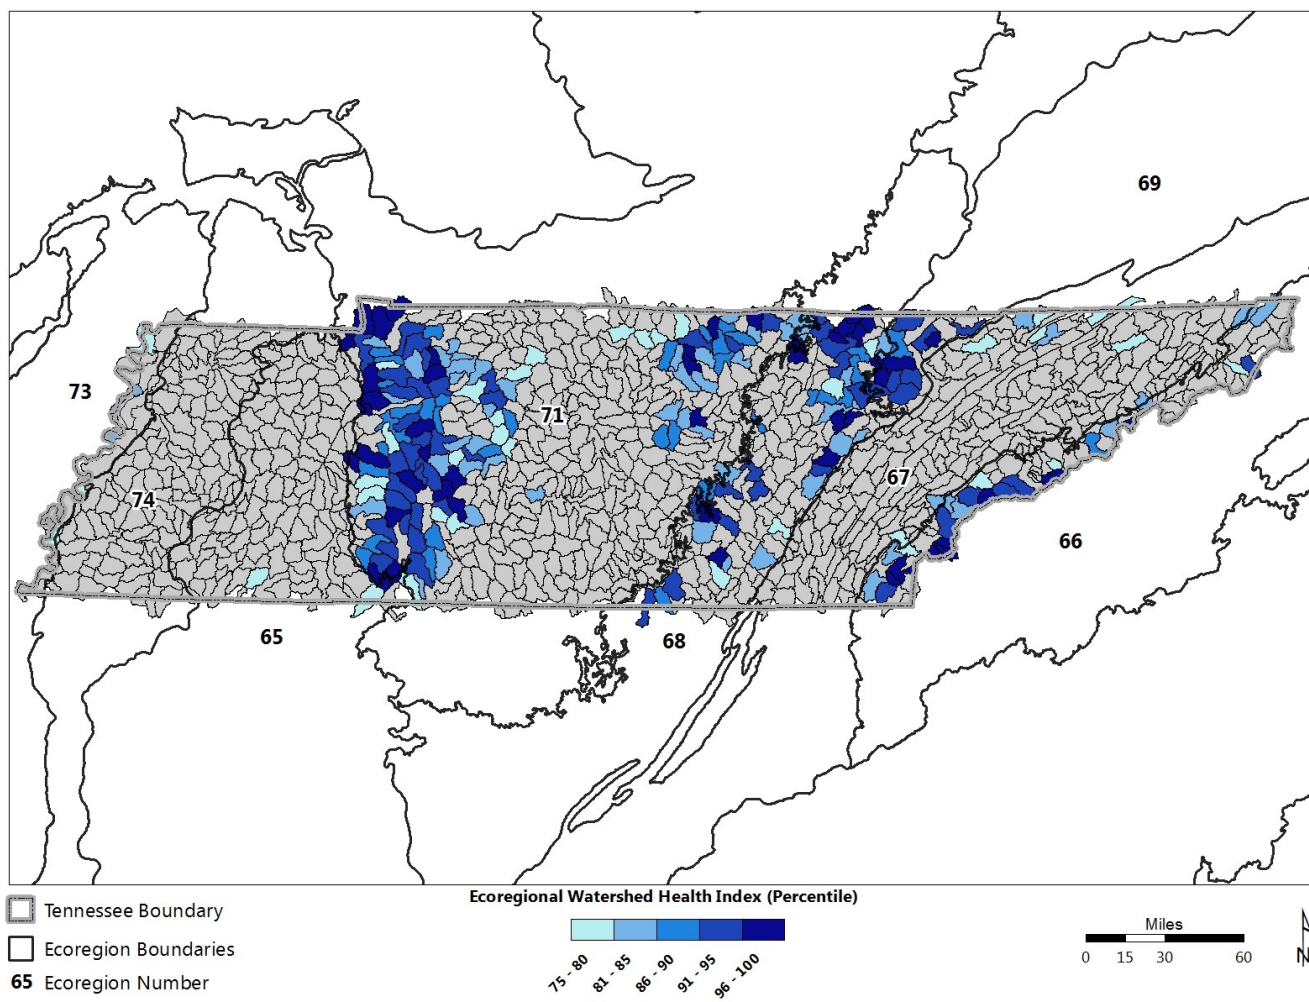 69
73
71
74
67
66
65
68
Ecoregional Watershed Health Index (Percentile)
Tennessee Boundary
Ecoregion Boundaries
65 Ecoregion Number
75 - 80
81 - 85
86 - 90
91 - 95
96 - 100
Miles
0 15 30 60
N